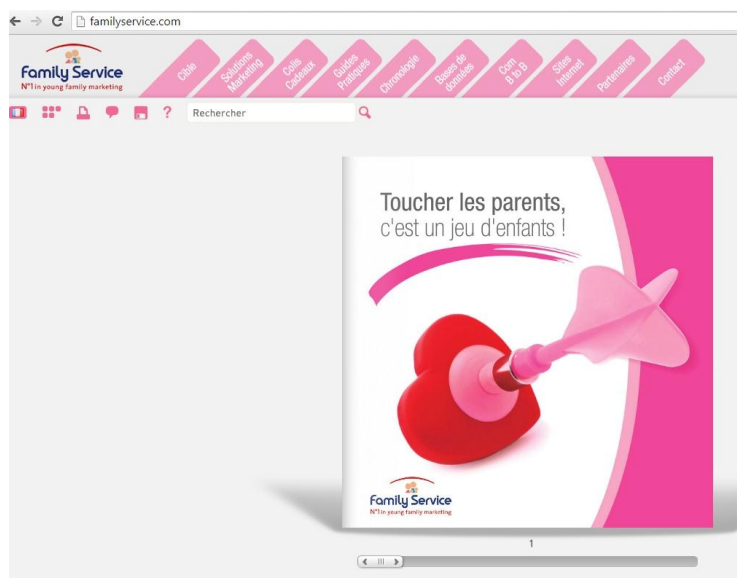 familyservice.com
Family Service
N°1 in young family marketing
Cible
Solutions
Marketing
Colis
Cadeaux
Guides
Pratiques
Chronologie
Bases de
données
Com
B to B
Sites
Internet
Partenaires
Contact
?
Rechercher
Toucher les parents,
c'est un jeu d'enfants !
Family Service
N°1 in young family marketing
1